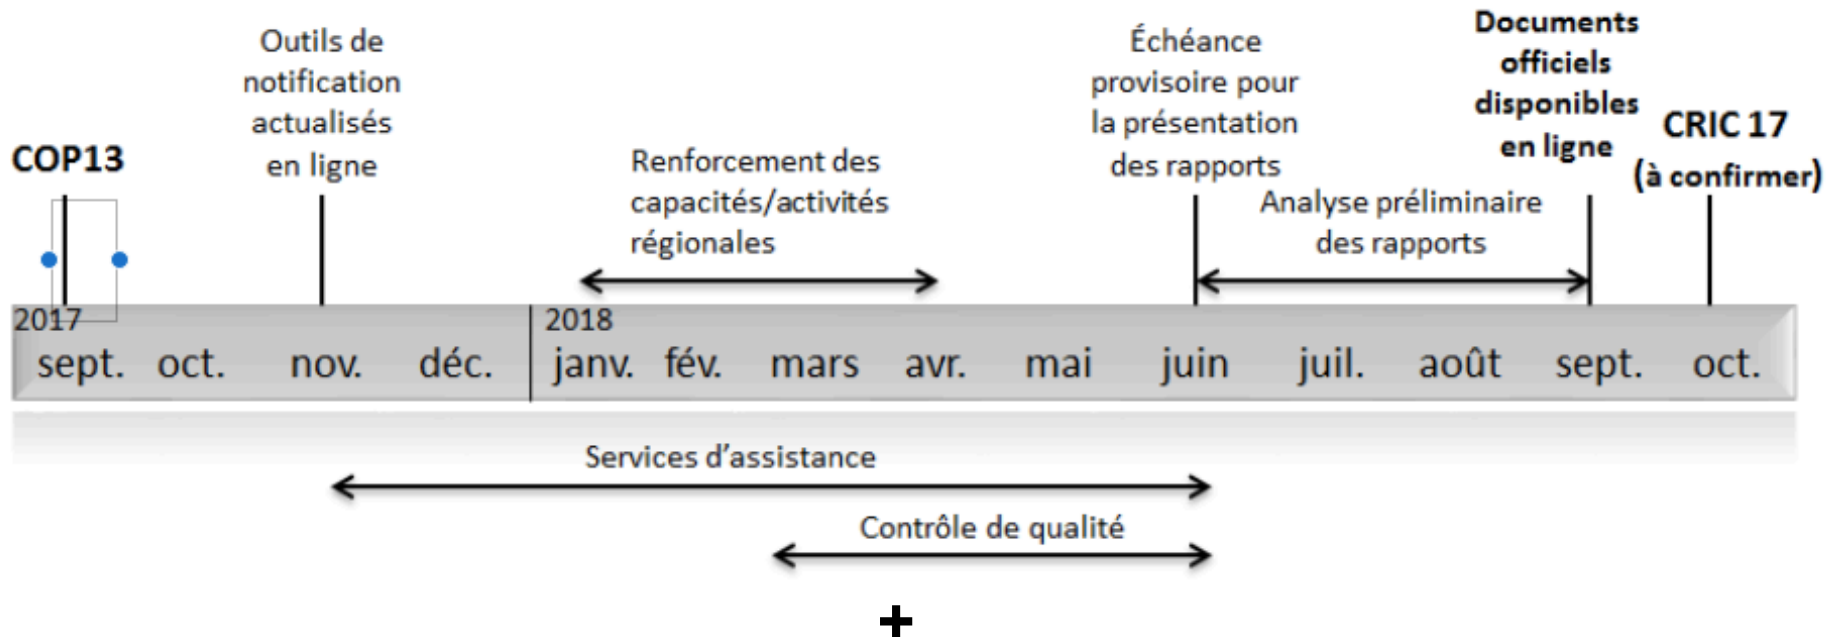 COP13
Outils de
notification
actualisés
en ligne
Renforcement des
capacités/activités
régionales
Échéance
provisoire pour
la présentation
des rapports
Analyse préliminaire
des rapports
Documents
officiels
disponibles
en ligne
CRIC 17
(à confirmer)
2017
2018
sept. oct. nov. déc. janv. fév. mars avr. mai juin juil. août sept. oct.
Services d’assistance
Contrôle de qualité
+